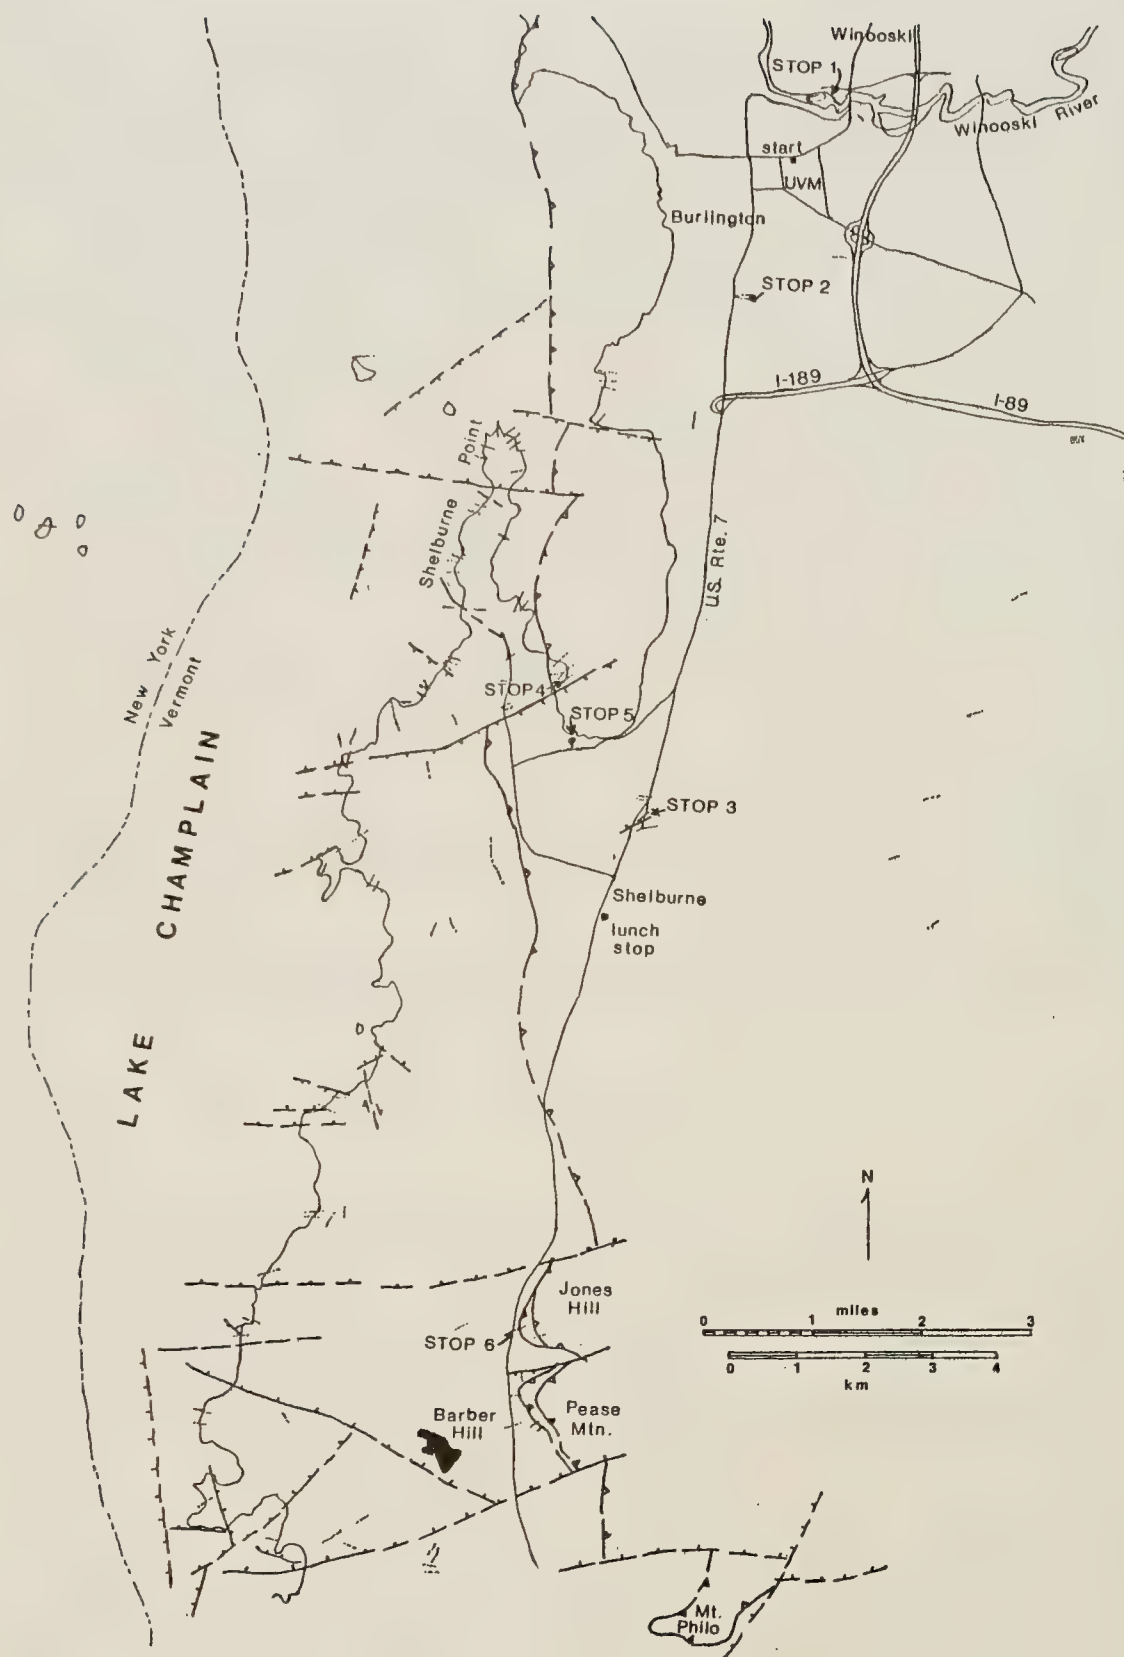 Winooski
STOP 1
Winooski River
start
UVM
Burlington
STOP 2
I-189
I-89
Shelburne Point
U.S. Rte. 7
New York
Vermont
STOP 4
STOP 5
STOP 3
LAKE CHAMPLAIN
Shelburne
lunch
stop
N
Jones
Hill
miles
0 1 2 3
0 1 2 3 4
km
STOP 6
Barber
Hill
Pease
Mtn.
Mt.
Philo